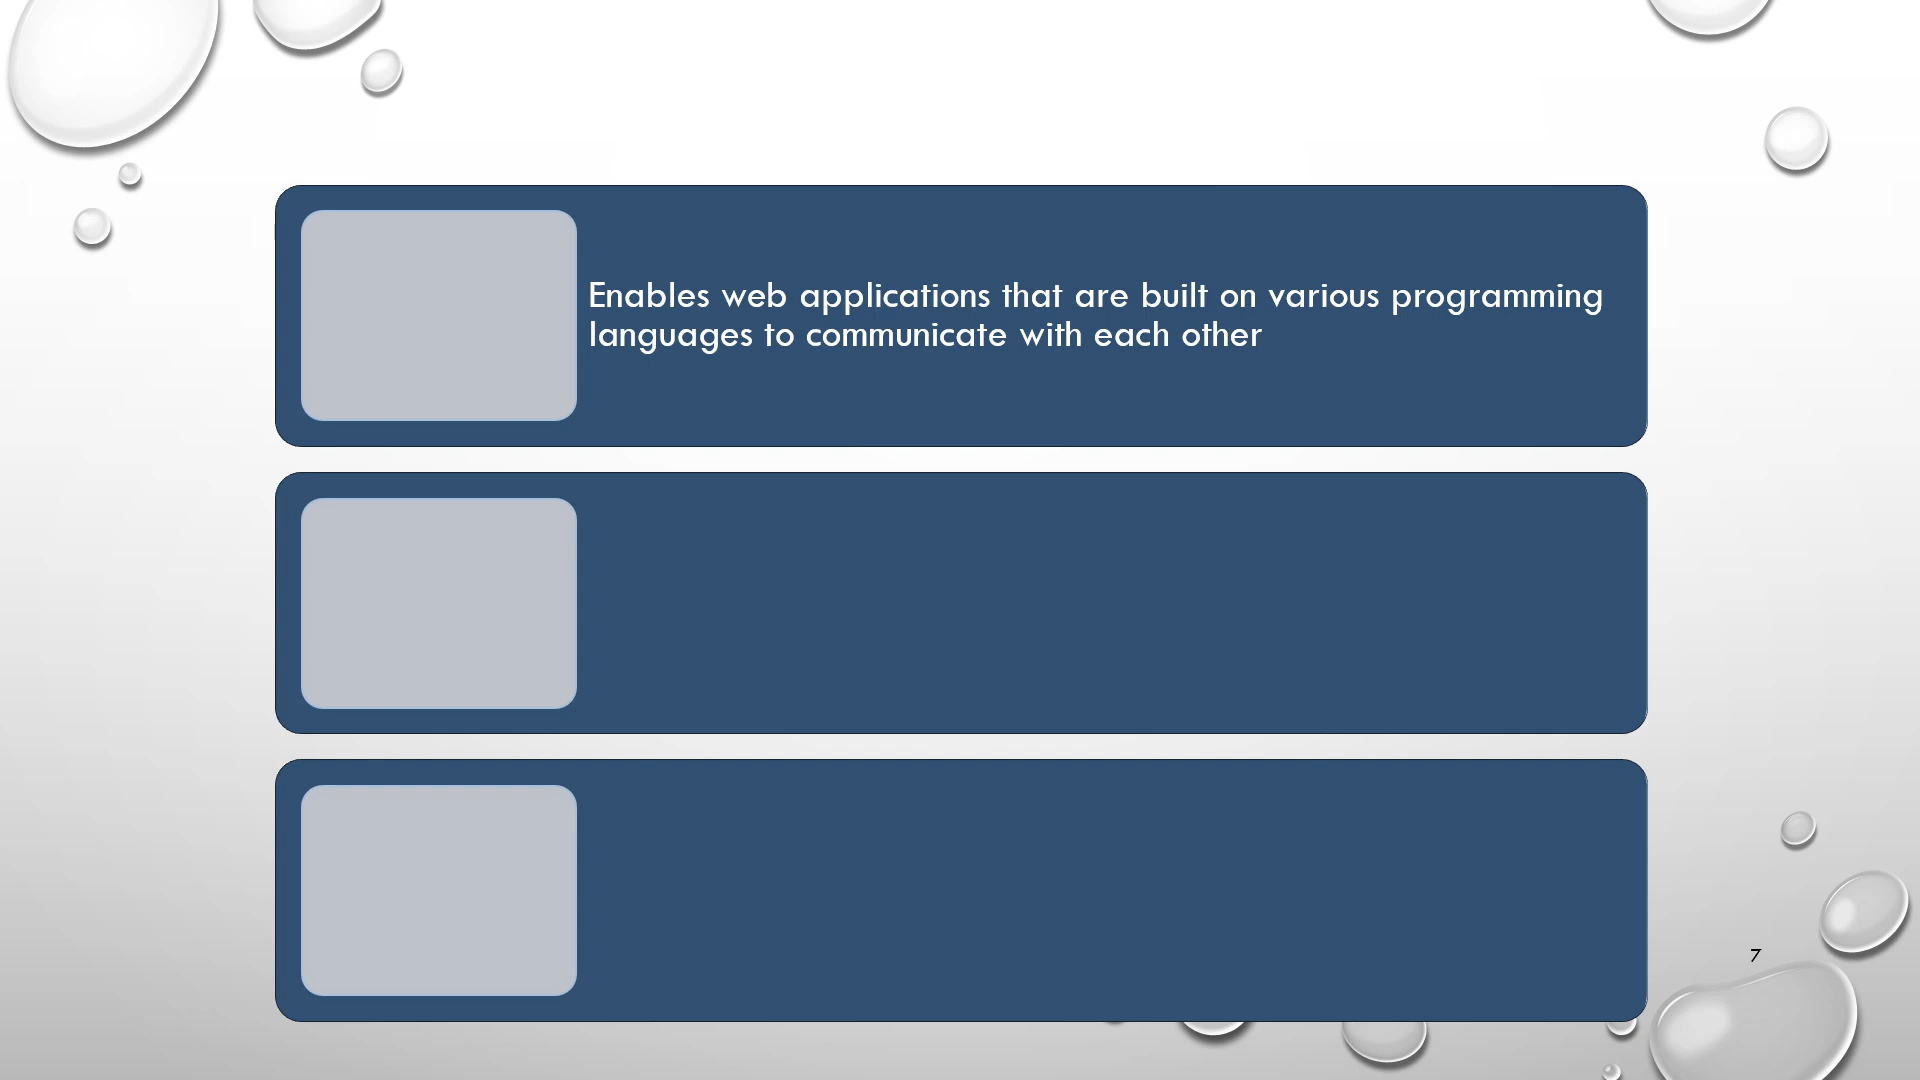 Enables web applications that are built on various programming
languages to communicate with each other
7